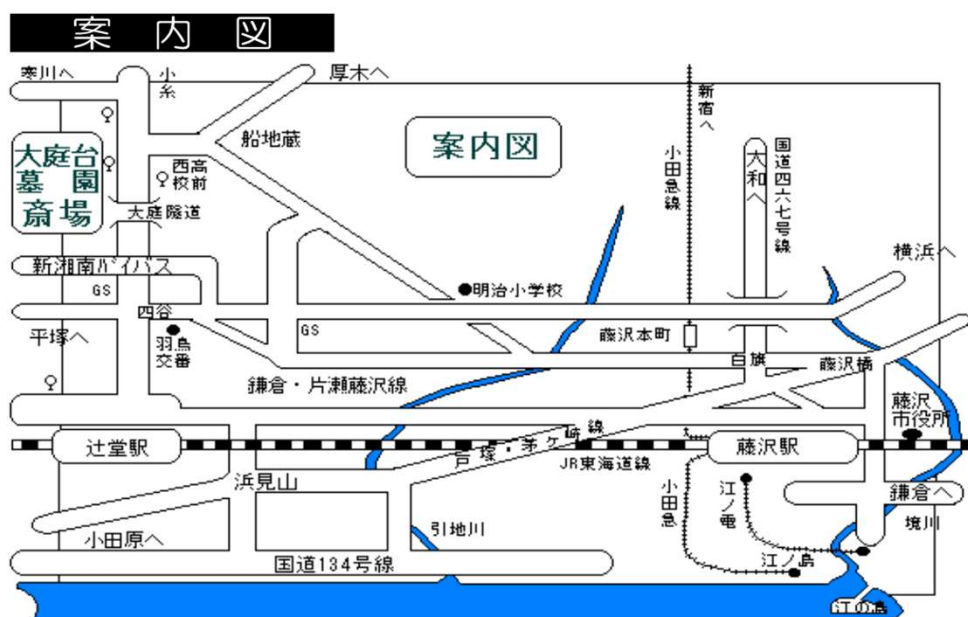 案内図
寒川へ
小糸
厚木へ
船地蔵
案内図
新宿へ
小田急線
大和へ
国道四六七号線
大庭台
墓園
斎場
西高
校前
大庭隧道
横浜へ
新湘南バイパス
GS
四谷
明治小学校
平塚へ
羽鳥
交番
GS
藤沢本町
白旗
藤沢橋
鎌倉・片瀬藤沢線
藤沢
市役所
辻堂駅
戸塚・茅ケ崎線
JR東海道線
藤沢駅
浜見山
小田急
江ノ電
鎌倉へ
境川
小田原へ
引地川
江ノ島
国道134号線
江の島